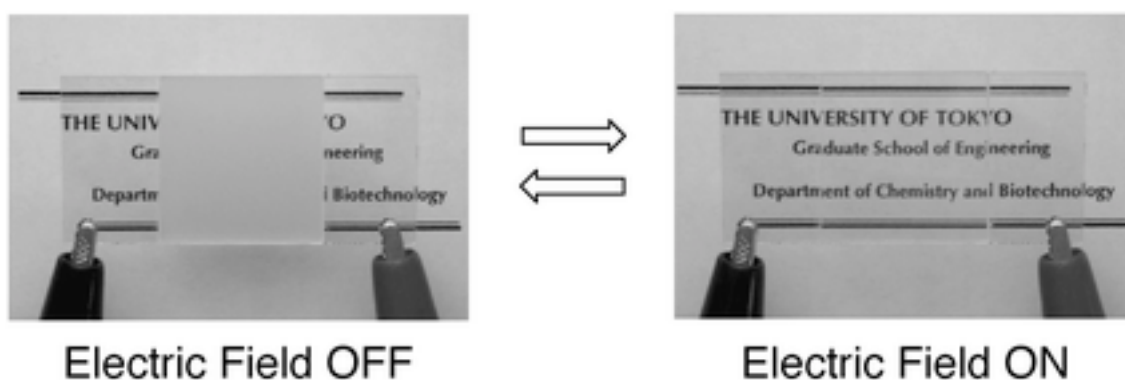 THE UNIV YO
Gra neering
Departm i Biotechnology
Electric Field OFF
THE UNIVERSITY OF TOKYO
Graduate School of Engineering
Department of Chemistry and Biotechnology
Electric Field ON